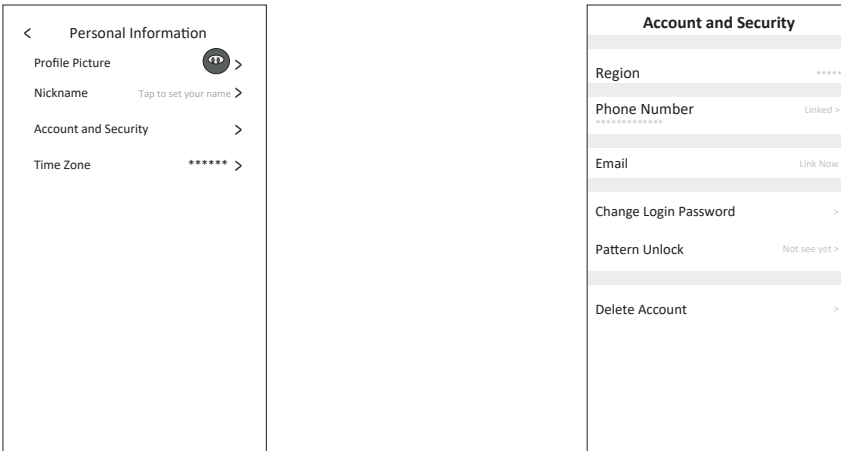 < Personal Information
Profile Picture >
Nickname Tap to set your name >
Account and Security >
Time Zone ****** >
Account and Security
Region *****
Phone Number Linked >
*************
Email Link Now
Change Login Password >
Pattern Unlock Not see yet >
Delete Account >